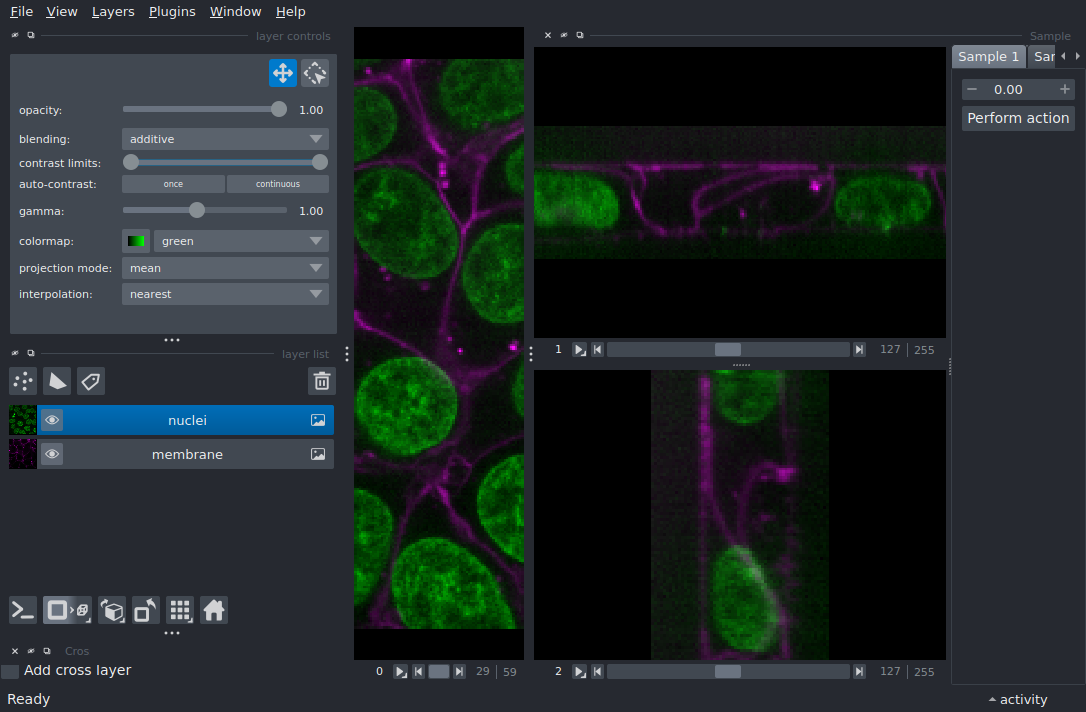 File View Layers Plugins Window Help
layer controls
opacity: 1.00
blending: additive
contrast limits:
auto-contrast: once continuous
gamma: 1.00
colormap: green
projection mode: mean
interpolation: nearest
layer list
nuclei
membrane
Cros
Add cross layer
Ready
0 29 59
1 127 255
2 127 255
Sample
Sample 1 Sar
0.00
Perform action
activity